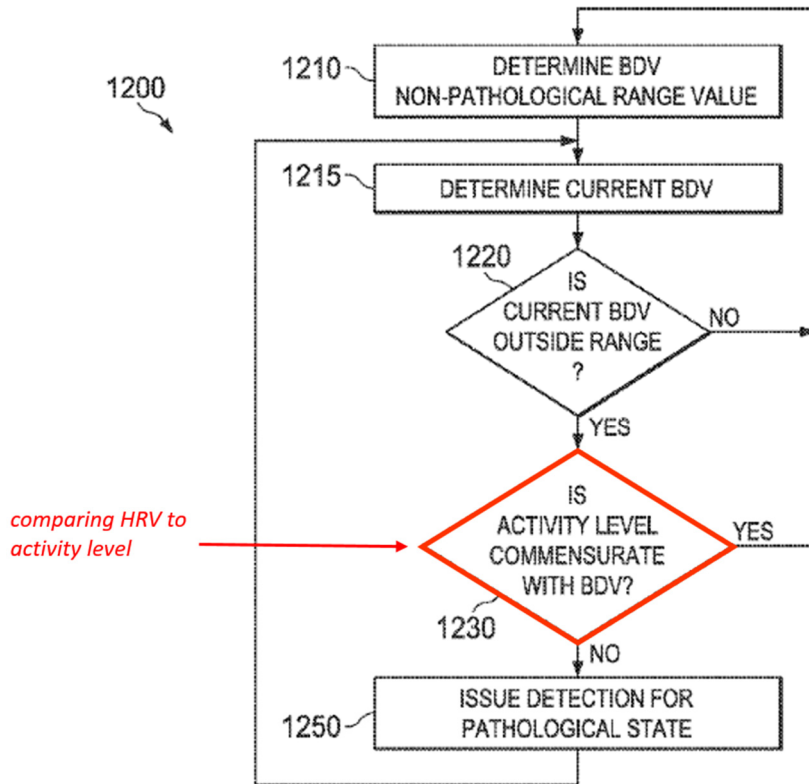 1200
1210
DETERMINE BDV
NON-PATHOLOGICAL RANGE VALUE
1215
DETERMINE CURRENT BDV
1220
IS
CURRENT BDV
OUTSIDE RANGE
?
NO
YES
comparing HRV to
activity level
IS
ACTIVITY LEVEL
COMMENSURATE
WITH BDV?
YES
1230
NO
1250
ISSUE DETECTION FOR
PATHOLOGICAL STATE